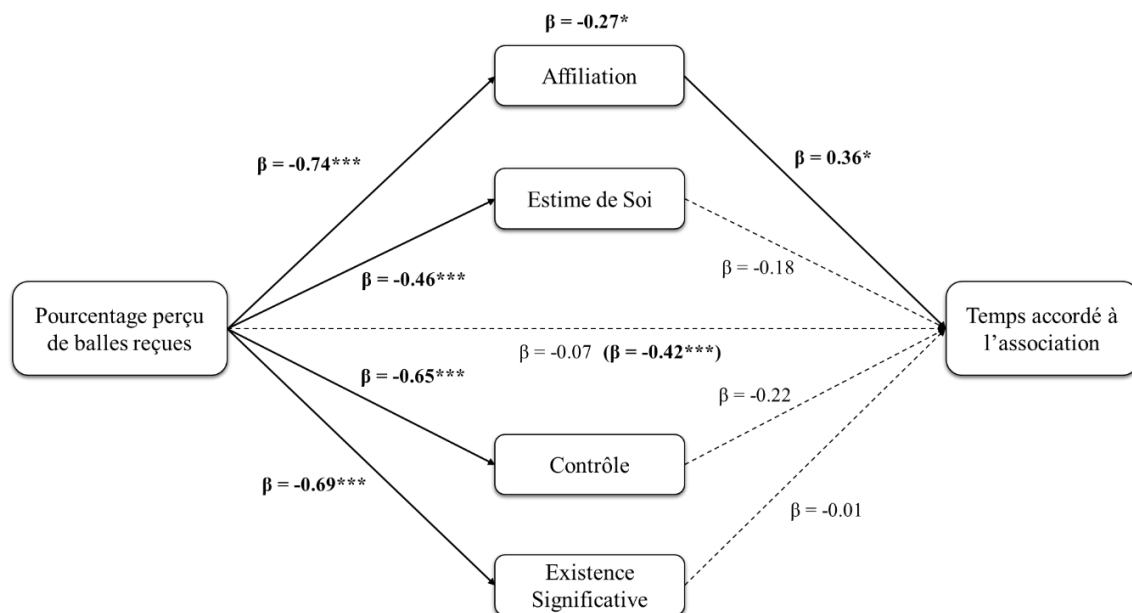 β = -0.27*
Affiliation
β = -0.74***
β = 0.36*
Estime de Soi
β = -0.46***
β = -0.18
Pourcentage perçu
de balles reçues
Temps accordé à
l’association
β = -0.07 (β = -0.42***)
β = -0.65***
β = -0.22
Contrôle
β = -0.69***
β = -0.01
Existence
Significative